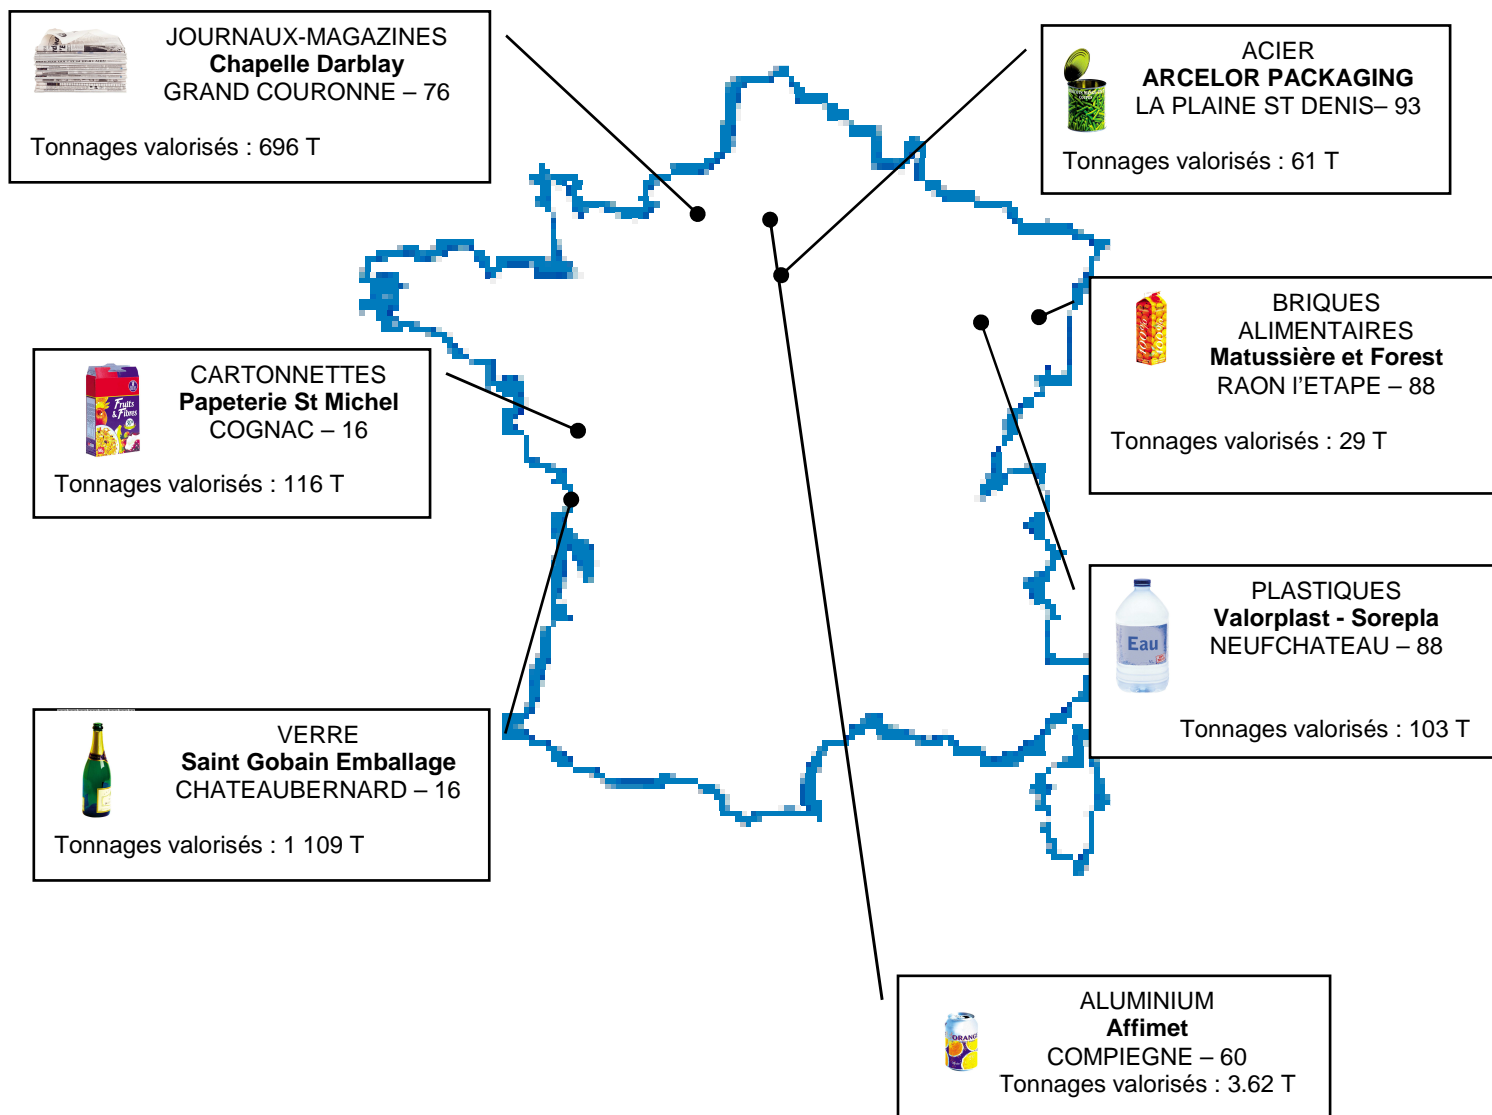 JOURNAUX-MAGAZINES
Chapelle Darblay
GRAND COURONNE – 76
Tonnages valorisés : 696 T
ACIER
ARCELOR PACKAGING
LA PLAINE ST DENIS– 93
Tonnages valorisés : 61 T
BRIQUES
ALIMENTAIRES
Matussière et Forest
RAON l'ETAPE – 88
Tonnages valorisés : 29 T
Fruits
& Fibres
CARTONNETTES
Papeterie St Michel
COGNAC – 16
Tonnages valorisés : 116 T
Eau
PLASTIQUES
Valorplast - Sorepla
NEUFCHATEAU – 88
Tonnages valorisés : 103 T
VERRE
Saint Gobain Emballage
CHATEAUBERNARD – 16
Tonnages valorisés : 1 109 T
ORANGE
ALUMINIUM
Affimet
COMPIEGNE – 60
Tonnages valorisés : 3.62 T